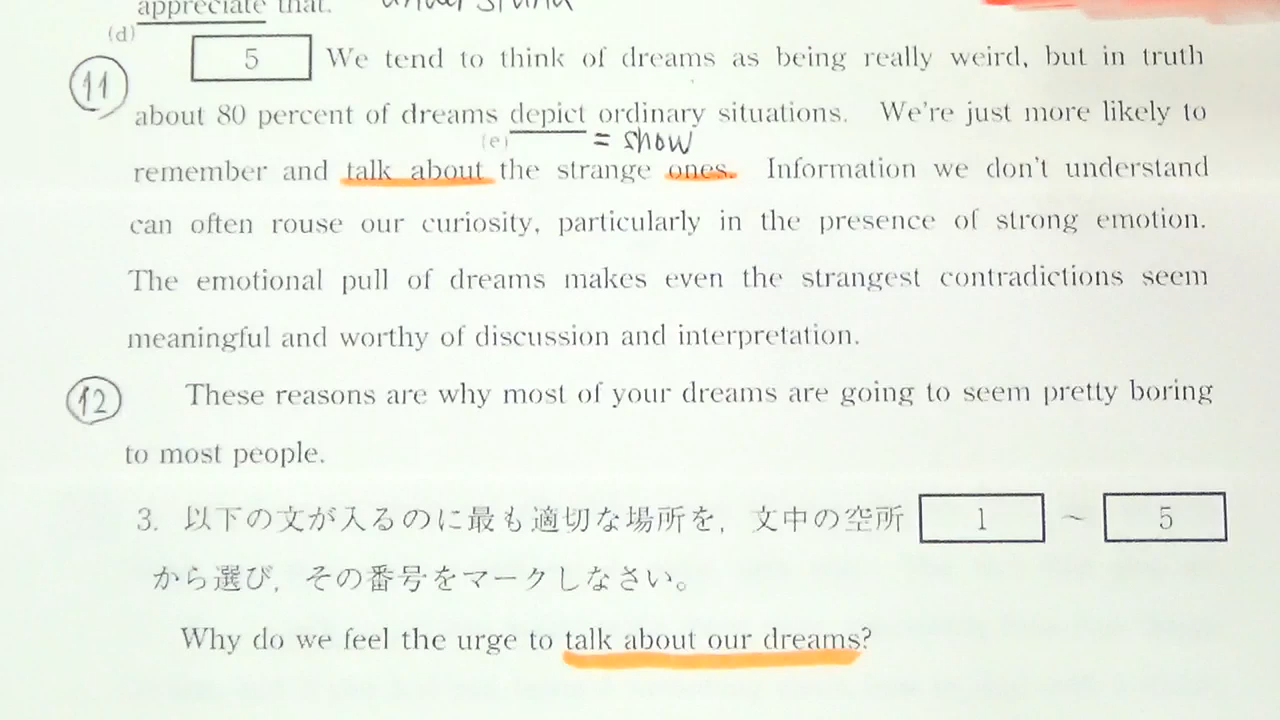 appreciate that. understand
(d)
⑪ 5 We tend to think of dreams as being really weird, but in truth
about 80 percent of dreams depict ordinary situations. We're just more likely to
(e) = show
remember and talk about the strange ones. Information we don't understand
can often rouse our curiosity, particularly in the presence of strong emotion.
The emotional pull of dreams makes even the strangest contradictions seem
meaningful and worthy of discussion and interpretation.
⑫ These reasons are why most of your dreams are going to seem pretty boring
to most people.
3. 以下の文が入るのに最も適切な場所を，文中の空所 1 ～ 5
から選び，その番号をマークしなさい。
Why do we feel the urge to talk about our dreams?